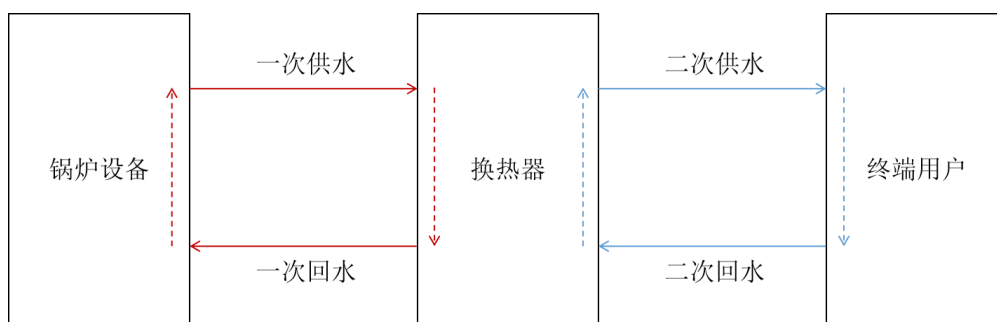 一次供水
二次供水
锅炉设备
换热器
终端用户
一次回水
二次回水